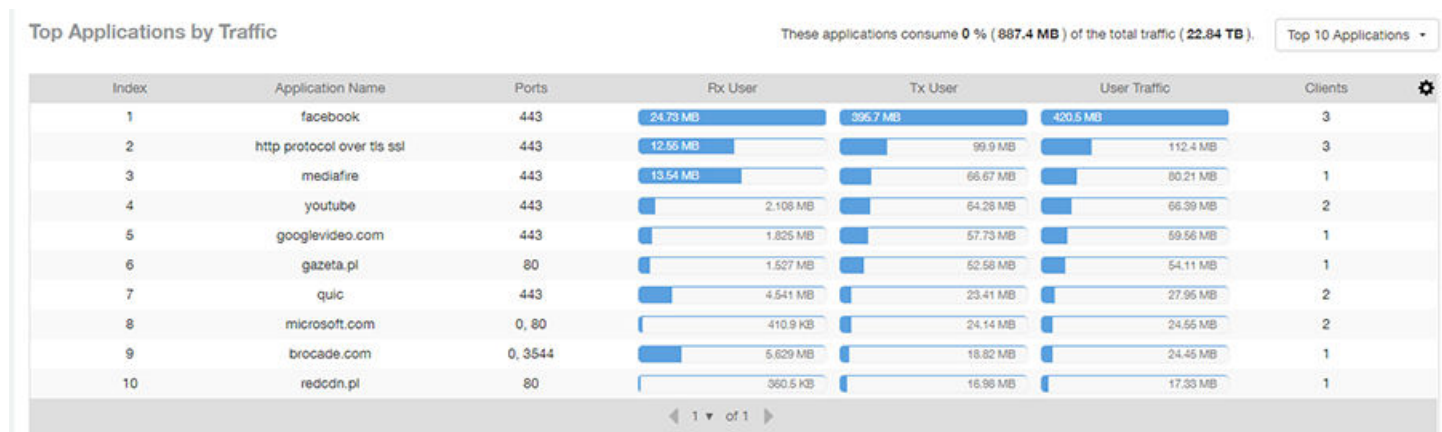 Top Applications by Traffic These applications consume 0 % ( 887.4 MB ) of the total traffic ( 22.84 TB ). Top 10 Applications
Index Application Name Ports Rx User Tx User User Traffic Clients
1 facebook 443 24.73 MB 395.7 MB 420.5 MB 3
2 http protocol over tls ssl 443 12.55 MB 99.9 MB 112.4 MB 3
3 mediafire 443 13.54 MB 66.67 MB 80.21 MB 1
4 youtube 443 2.108 MB 64.28 MB 66.39 MB 2
5 googlevideo.com 443 1.825 MB 57.73 MB 59.56 MB 1
6 gazeta.pl 80 1.527 MB 52.58 MB 54.11 MB 1
7 quic 443 4.541 MB 23.41 MB 27.95 MB 2
8 microsoft.com 0, 80 410.9 KB 24.14 MB 24.55 MB 2
9 brocade.com 0, 3544 5.629 MB 18.82 MB 24.45 MB 1
10 redcdn.pl 80 360.5 KB 16.98 MB 17.33 MB 1
1 of 1